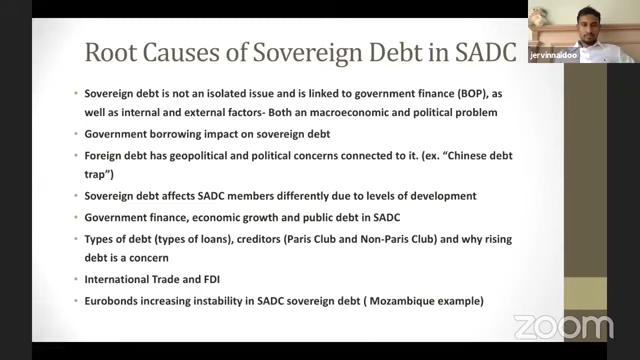 Root Causes of Sovereign Debt in SADC
jervinnaidoo
• Sovereign debt is not an isolated issue and is linked to government finance (BOP), as
well as internal and external factors- Both an macroeconomic and political problem
• Government borrowing impact on sovereign debt
• Foreign debt has geopolitical and political concerns connected to it. (ex. “Chinese debt
trap”)
• Sovereign debt affects SADC members differently due to levels of development
• Government finance, economic growth and public debt in SADC
• Types of debt (types of loans), creditors (Paris Club and Non-Paris Club) and why rising
debt is a concern
• International Trade and FDI
• Eurobonds increasing instability in SADC sovereign debt ( Mozambique example)
zoom